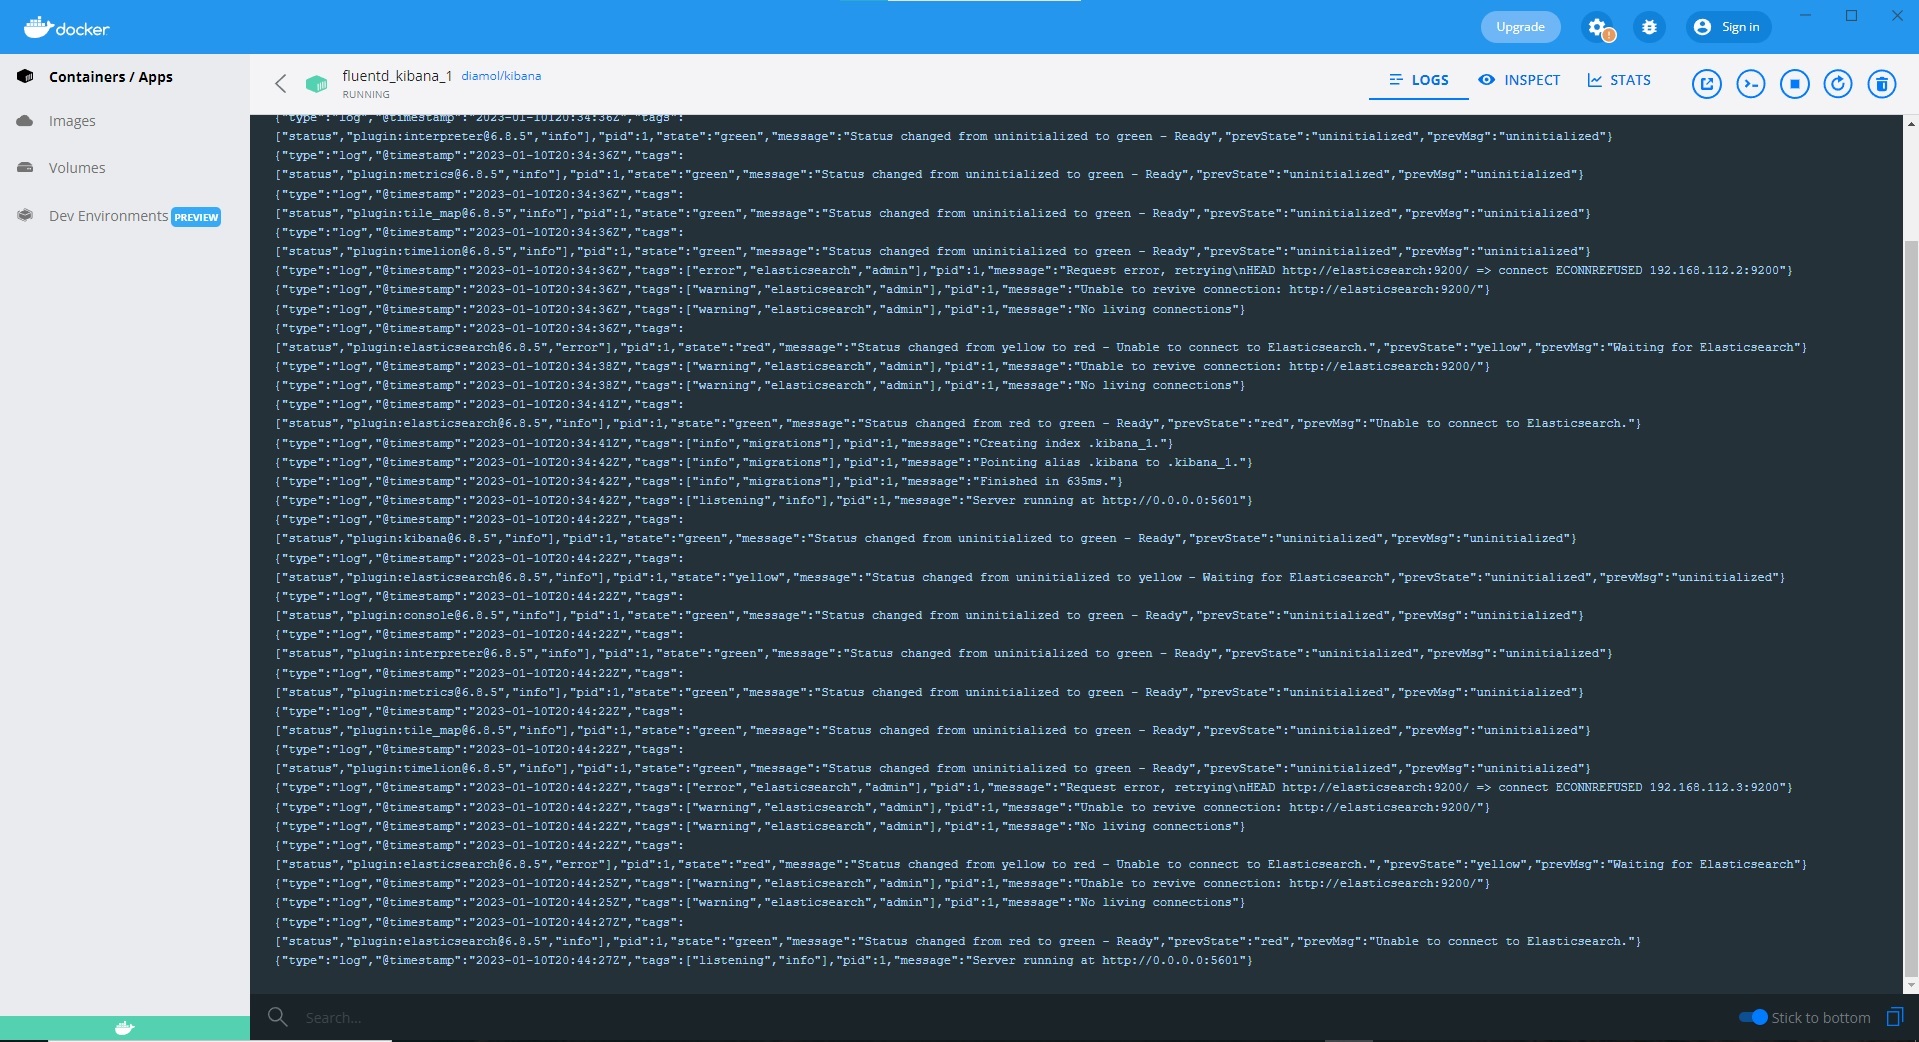 docker
Upgrade
Sign in
Containers / Apps
Images
Volumes
Dev Environments PREVIEW
fluentd_kibana_1 diamol/kibana
RUNNING
LOGS
INSPECT
STATS
{"type":"log","@timestamp":"2023-01-10T20:34:36Z","tags":
["status","plugin:interpreter@6.8.5","info"],"pid":1,"state":"green","message":"Status changed from uninitialized to green - Ready","prevState":"uninitialized","prevMsg":"uninitialized"}
{"type":"log","@timestamp":"2023-01-10T20:34:36Z","tags":
["status","plugin:metrics@6.8.5","info"],"pid":1,"state":"green","message":"Status changed from uninitialized to green - Ready","prevState":"uninitialized","prevMsg":"uninitialized"}
{"type":"log","@timestamp":"2023-01-10T20:34:36Z","tags":
["status","plugin:tile_map@6.8.5","info"],"pid":1,"state":"green","message":"Status changed from uninitialized to green - Ready","prevState":"uninitialized","prevMsg":"uninitialized"}
{"type":"log","@timestamp":"2023-01-10T20:34:36Z","tags":
["status","plugin:timelion@6.8.5","info"],"pid":1,"state":"green","message":"Status changed from uninitialized to green - Ready","prevState":"uninitialized","prevMsg":"uninitialized"}
{"type":"log","@timestamp":"2023-01-10T20:34:36Z","tags":["error","elasticsearch","admin"],"pid":1,"message":"Request error, retrying\nHEAD http://elasticsearch:9200/ => connect ECONNREFUSED 192.168.112.2:9200"}
{"type":"log","@timestamp":"2023-01-10T20:34:36Z","tags":["warning","elasticsearch","admin"],"pid":1,"message":"Unable to revive connection: http://elasticsearch:9200/"}
{"type":"log","@timestamp":"2023-01-10T20:34:36Z","tags":["warning","elasticsearch","admin"],"pid":1,"message":"No living connections"}
{"type":"log","@timestamp":"2023-01-10T20:34:36Z","tags":
["status","plugin:elasticsearch@6.8.5","error"],"pid":1,"state":"red","message":"Status changed from yellow to red - Unable to connect to Elasticsearch.","prevState":"yellow","prevMsg":"Waiting for Elasticsearch"}
{"type":"log","@timestamp":"2023-01-10T20:34:38Z","tags":["warning","elasticsearch","admin"],"pid":1,"message":"Unable to revive connection: http://elasticsearch:9200/"}
{"type":"log","@timestamp":"2023-01-10T20:34:38Z","tags":["warning","elasticsearch","admin"],"pid":1,"message":"No living connections"}
{"type":"log","@timestamp":"2023-01-10T20:34:41Z","tags":
["status","plugin:elasticsearch@6.8.5","info"],"pid":1,"state":"green","message":"Status changed from red to green - Ready","prevState":"red","prevMsg":"Unable to connect to Elasticsearch."}
{"type":"log","@timestamp":"2023-01-10T20:34:41Z","tags":["info","migrations"],"pid":1,"message":"Creating index .kibana_1."}
{"type":"log","@timestamp":"2023-01-10T20:34:42Z","tags":["info","migrations"],"pid":1,"message":"Pointing alias .kibana to .kibana_1."}
{"type":"log","@timestamp":"2023-01-10T20:34:42Z","tags":["info","migrations"],"pid":1,"message":"Finished in 635ms."}
{"type":"log","@timestamp":"2023-01-10T20:34:42Z","tags":["listening","info"],"pid":1,"message":"Server running at http://0.0.0.0:5601"}
{"type":"log","@timestamp":"2023-01-10T20:44:22Z","tags":
["status","plugin:kibana@6.8.5","info"],"pid":1,"state":"green","message":"Status changed from uninitialized to green - Ready","prevState":"uninitialized","prevMsg":"uninitialized"}
{"type":"log","@timestamp":"2023-01-10T20:44:22Z","tags":
["status","plugin:elasticsearch@6.8.5","info"],"pid":1,"state":"yellow","message":"Status changed from uninitialized to yellow - Waiting for Elasticsearch","prevState":"uninitialized","prevMsg":"uninitialized"}
{"type":"log","@timestamp":"2023-01-10T20:44:22Z","tags":
["status","plugin:console@6.8.5","info"],"pid":1,"state":"green","message":"Status changed from uninitialized to green - Ready","prevState":"uninitialized","prevMsg":"uninitialized"}
{"type":"log","@timestamp":"2023-01-10T20:44:22Z","tags":
["status","plugin:interpreter@6.8.5","info"],"pid":1,"state":"green","message":"Status changed from uninitialized to green - Ready","prevState":"uninitialized","prevMsg":"uninitialized"}
{"type":"log","@timestamp":"2023-01-10T20:44:22Z","tags":
["status","plugin:metrics@6.8.5","info"],"pid":1,"state":"green","message":"Status changed from uninitialized to green - Ready","prevState":"uninitialized","prevMsg":"uninitialized"}
{"type":"log","@timestamp":"2023-01-10T20:44:22Z","tags":
["status","plugin:tile_map@6.8.5","info"],"pid":1,"state":"green","message":"Status changed from uninitialized to green - Ready","prevState":"uninitialized","prevMsg":"uninitialized"}
{"type":"log","@timestamp":"2023-01-10T20:44:22Z","tags":
["status","plugin:timelion@6.8.5","info"],"pid":1,"state":"green","message":"Status changed from uninitialized to green - Ready","prevState":"uninitialized","prevMsg":"uninitialized"}
{"type":"log","@timestamp":"2023-01-10T20:44:22Z","tags":["error","elasticsearch","admin"],"pid":1,"message":"Request error, retrying\nHEAD http://elasticsearch:9200/ => connect ECONNREFUSED 192.168.112.3:9200"}
{"type":"log","@timestamp":"2023-01-10T20:44:22Z","tags":["warning","elasticsearch","admin"],"pid":1,"message":"Unable to revive connection: http://elasticsearch:9200/"}
{"type":"log","@timestamp":"2023-01-10T20:44:22Z","tags":["warning","elasticsearch","admin"],"pid":1,"message":"No living connections"}
{"type":"log","@timestamp":"2023-01-10T20:44:22Z","tags":
["status","plugin:elasticsearch@6.8.5","error"],"pid":1,"state":"red","message":"Status changed from yellow to red - Unable to connect to Elasticsearch.","prevState":"yellow","prevMsg":"Waiting for Elasticsearch"}
{"type":"log","@timestamp":"2023-01-10T20:44:25Z","tags":["warning","elasticsearch","admin"],"pid":1,"message":"Unable to revive connection: http://elasticsearch:9200/"}
{"type":"log","@timestamp":"2023-01-10T20:44:25Z","tags":["warning","elasticsearch","admin"],"pid":1,"message":"No living connections"}
{"type":"log","@timestamp":"2023-01-10T20:44:27Z","tags":
["status","plugin:elasticsearch@6.8.5","info"],"pid":1,"state":"green","message":"Status changed from red to green - Ready","prevState":"red","prevMsg":"Unable to connect to Elasticsearch."}
{"type":"log","@timestamp":"2023-01-10T20:44:27Z","tags":["listening","info"],"pid":1,"message":"Server running at http://0.0.0.0:5601"}
Search...
Stick to bottom